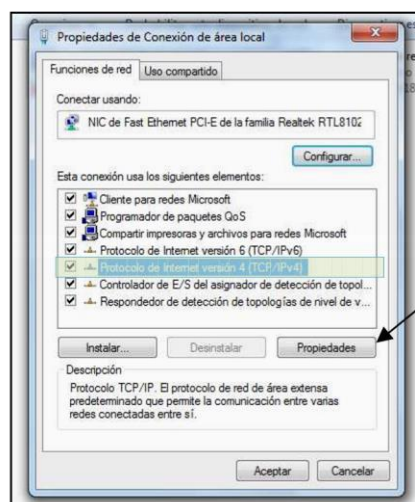 Propiedades de Conexión de área local
Funciones de red
Uso compartido
Conectar usando:
NIC de Fast Ethernet PCI-E de la familia Realtek RTL8102
Configurar...
Esta conexión usa los siguientes elementos:
Cliente para redes Microsoft
Programador de paquetes QoS
Compartir impresoras y archivos para redes Microsoft
Protocolo de Internet versión 6 (TCP/IPv6)
Protocolo de Internet versión 4 (TCP/IPv4)
Controlador de E/S del asignador de detección de topol...
Respondedor de detección de topologías de nivel de v...
Instalar...
Desinstalar
Propiedades
Descripción
Protocolo TCP/IP. El protocolo de red de área extensa
predeterminado que permite la comunicación entre varias
redes conectadas entre sí.
Aceptar
Cancelar